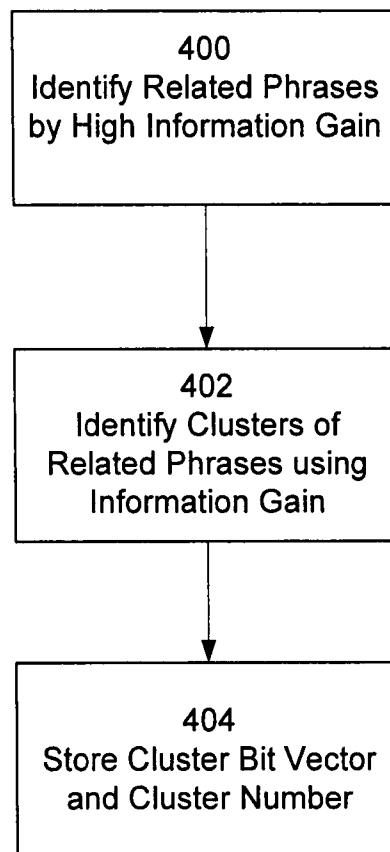 400
Identify Related Phrases
by High Information Gain
402
Identify Clusters of
Related Phrases using
Information Gain
404
Store Cluster Bit Vector
and Cluster Number